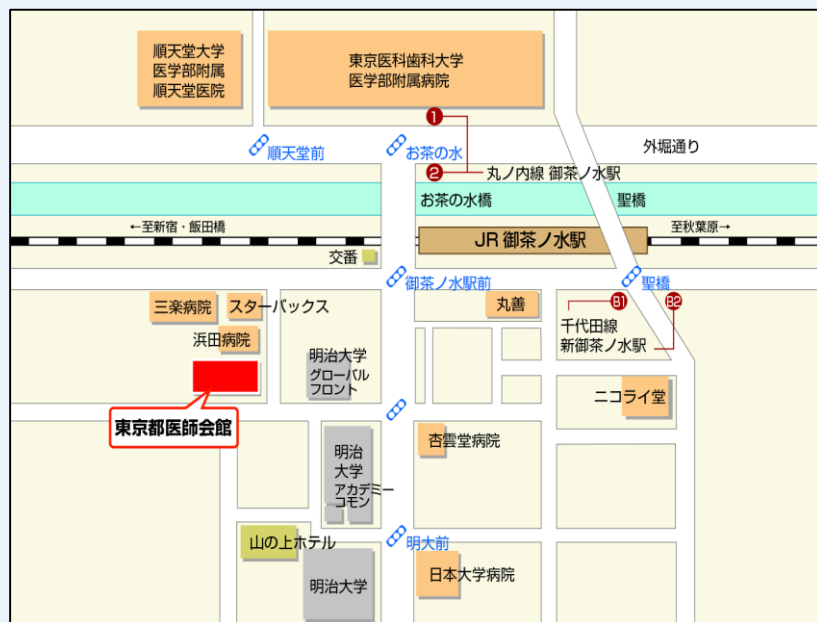 順天堂大学
医学部附属
順天堂医院
東京医科歯科大学
医学部附属病院
1
順天堂前
お茶の水
外堀通り
2
丸ノ内線 御茶ノ水駅
お茶の水橋
聖橋
←至新宿・飯田橋
JR 御茶ノ水駅
至秋葉原→
交番
御茶ノ水駅前
聖橋
三楽病院
スターバックス
丸善
B1
B2
千代田線
新御茶ノ水駅
浜田病院
明治大学
グローバル
フロント
東京都医師会館
ニコライ堂
杏雲堂病院
明治
大学
アカデミー
コモン
山の上ホテル
明大前
明治大学
日本大学病院